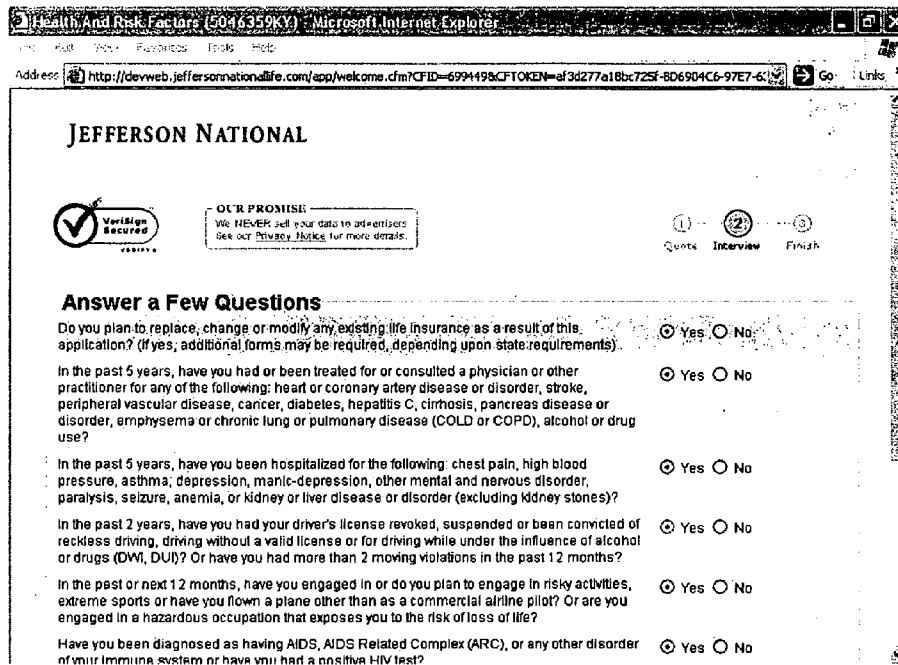 Health And Risk Factors (5046359KY) - Microsoft Internet Explorer
Edit View Favorites Tools Help
Address http://devweb.jeffersonnationallife.com/app/welcome.cfm?CFID=699449&CFTOKEN=af3d277a18bc725f-BD6904C6-97E7-6 Go Links
JEFFERSON NATIONAL
VeriSign
Secured
VERIFY
OUR PROMISE
We NEVER sell your data to advertisers
See our Privacy Notice for more details.
1 2 3
Quote Interview Finish
Answer a Few Questions
Do you plan to replace, change or modify any existing life insurance as a result of this Yes No
application? (if yes, additional forms may be required, depending upon state requirements)
In the past 5 years, have you had or been treated for or consulted a physician or other Yes No
practitioner for any of the following: heart or coronary artery disease or disorder, stroke,
peripheral vascular disease, cancer, diabetes, hepatitis C, cirrhosis, pancreas disease or
disorder, emphysema or chronic lung or pulmonary disease (COLD or COPD), alcohol or drug
use?
In the past 5 years, have you been hospitalized for the following: chest pain, high blood Yes No
pressure, asthma, depression, manic-depression, other mental and nervous disorder,
paralysis, seizure, anemia, or kidney or liver disease or disorder (excluding kidney stones)?
In the past 2 years, have you had your driver's license revoked, suspended or been convicted of Yes No
reckless driving, driving without a valid license or for driving while under the influence of alcohol
or drugs (DWI, DUI)? Or have you had more than 2 moving violations in the past 12 months?
In the past or next 12 months, have you engaged in or do you plan to engage in risky activities, Yes No
extreme sports or have you flown a plane other than as a commercial airline pilot? Or are you
engaged in a hazardous occupation that exposes you to the risk of loss of life?
Have you been diagnosed as having AIDS, AIDS Related Complex (ARC), or any other disorder Yes No
of your immune system or have you had a positive HIV test?